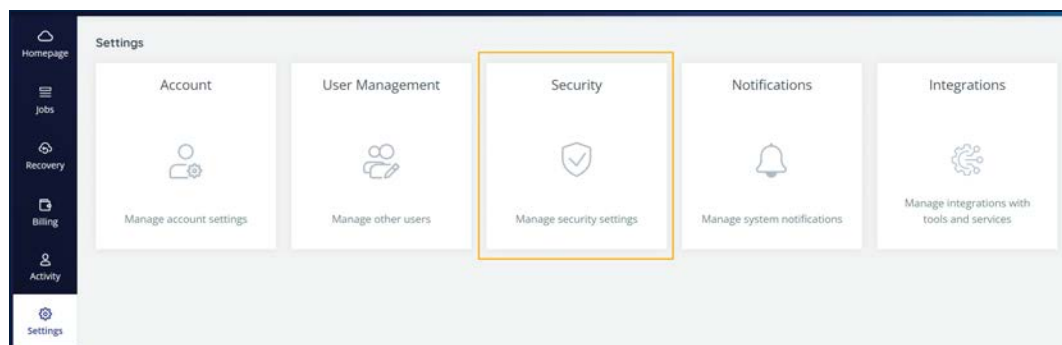 Homepage
Jobs
Recovery
Billing
Activity
Settings
Settings
Account
Manage account settings
User Management
Manage other users
Security
Manage security settings
Notifications
Manage system notifications
Integrations
Manage integrations with
tools and services